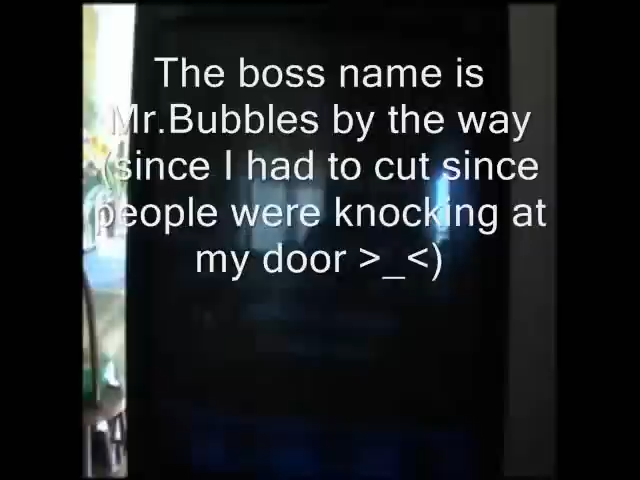 The boss name is
Mr.Bubbles by the way
(since I had to cut since
people were knocking at
my door >_<)